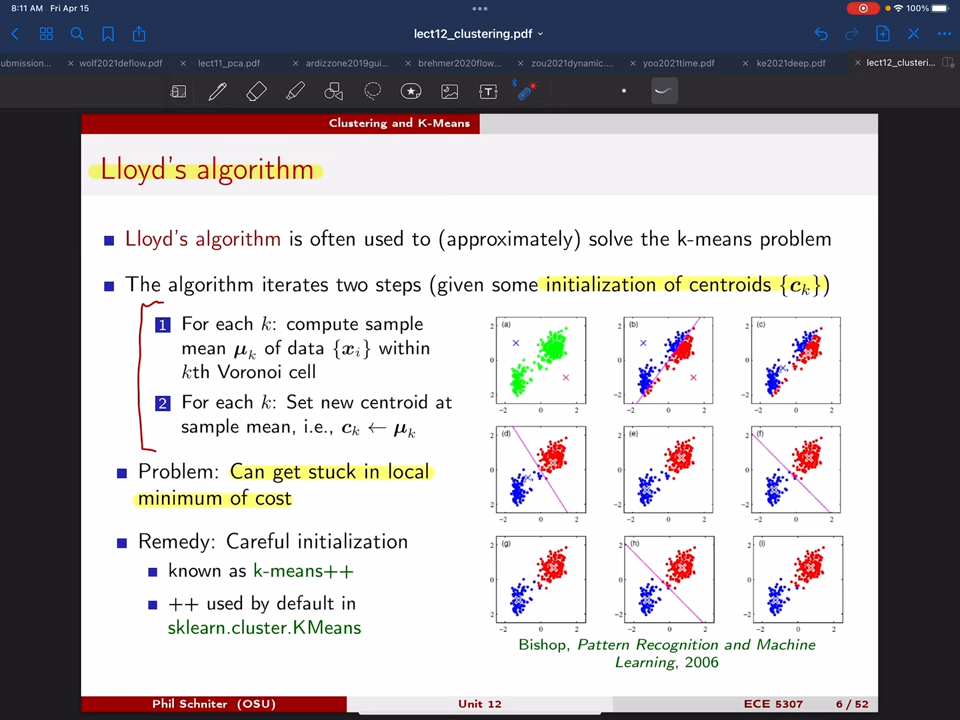 8:11 AM Fri Apr 15
100%
lect12_clustering.pdf
ubmission...
wolf2021deflow.pdf
lect11_pca.pdf
ardizzone2019gui...
brehmer2020flow...
zou2021dynamic....
yoo2021time.pdf
ke2021deep.pdf
lect12_clusteri...
Clustering and K-Means
Lloyd's algorithm
Lloyd's algorithm is often used to (approximately) solve the k-means problem
The algorithm iterates two steps (given some initialization of centroids {c_k})
1 For each k: compute sample
mean μ_k of data {x_i} within
kth Voronoi cell
2 For each k: Set new centroid at
sample mean, i.e., c_k ← μ_k
Problem: Can get stuck in local
minimum of cost
Remedy: Careful initialization
known as k-means++
++ used by default in
sklearn.cluster.KMeans
(a) (b) (c)
(d) (e) (f)
(g) (h) (i)
Bishop, Pattern Recognition and Machine
Learning, 2006
Phil Schniter (OSU) Unit 12 ECE 5307 6 / 52